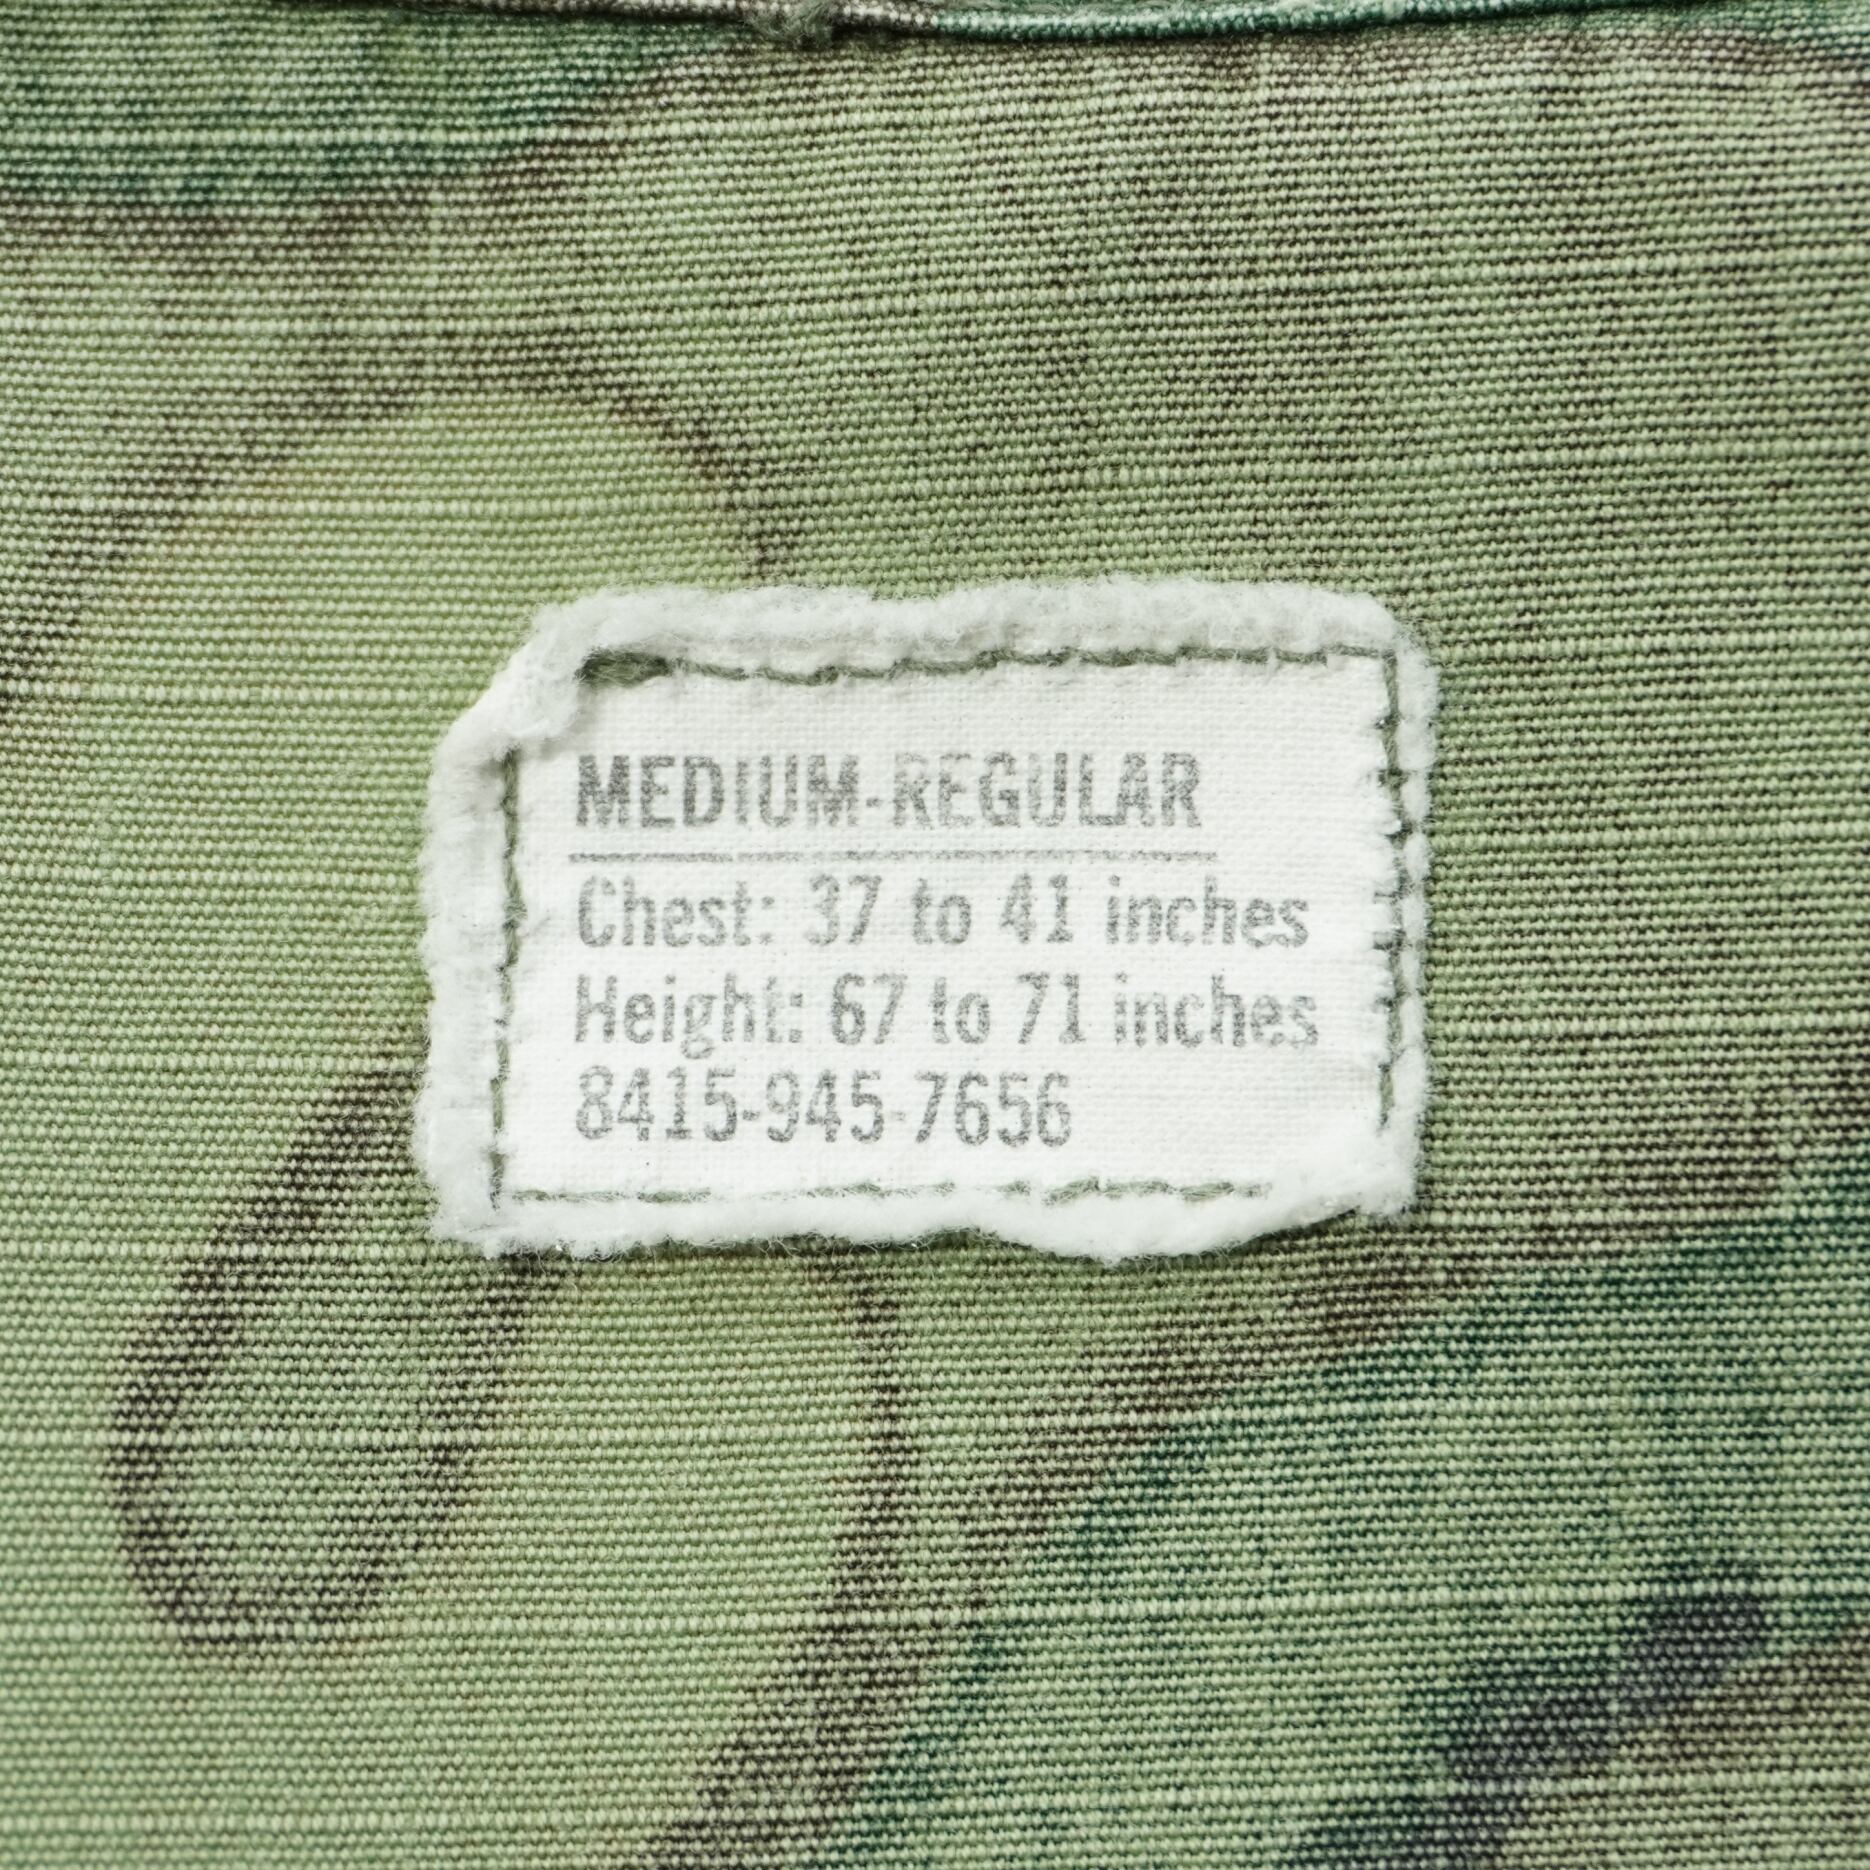 MEDIUM-REGULAR
Chest: 37 to 41 inches
Height: 67 to 71 inches
8415-945-7656